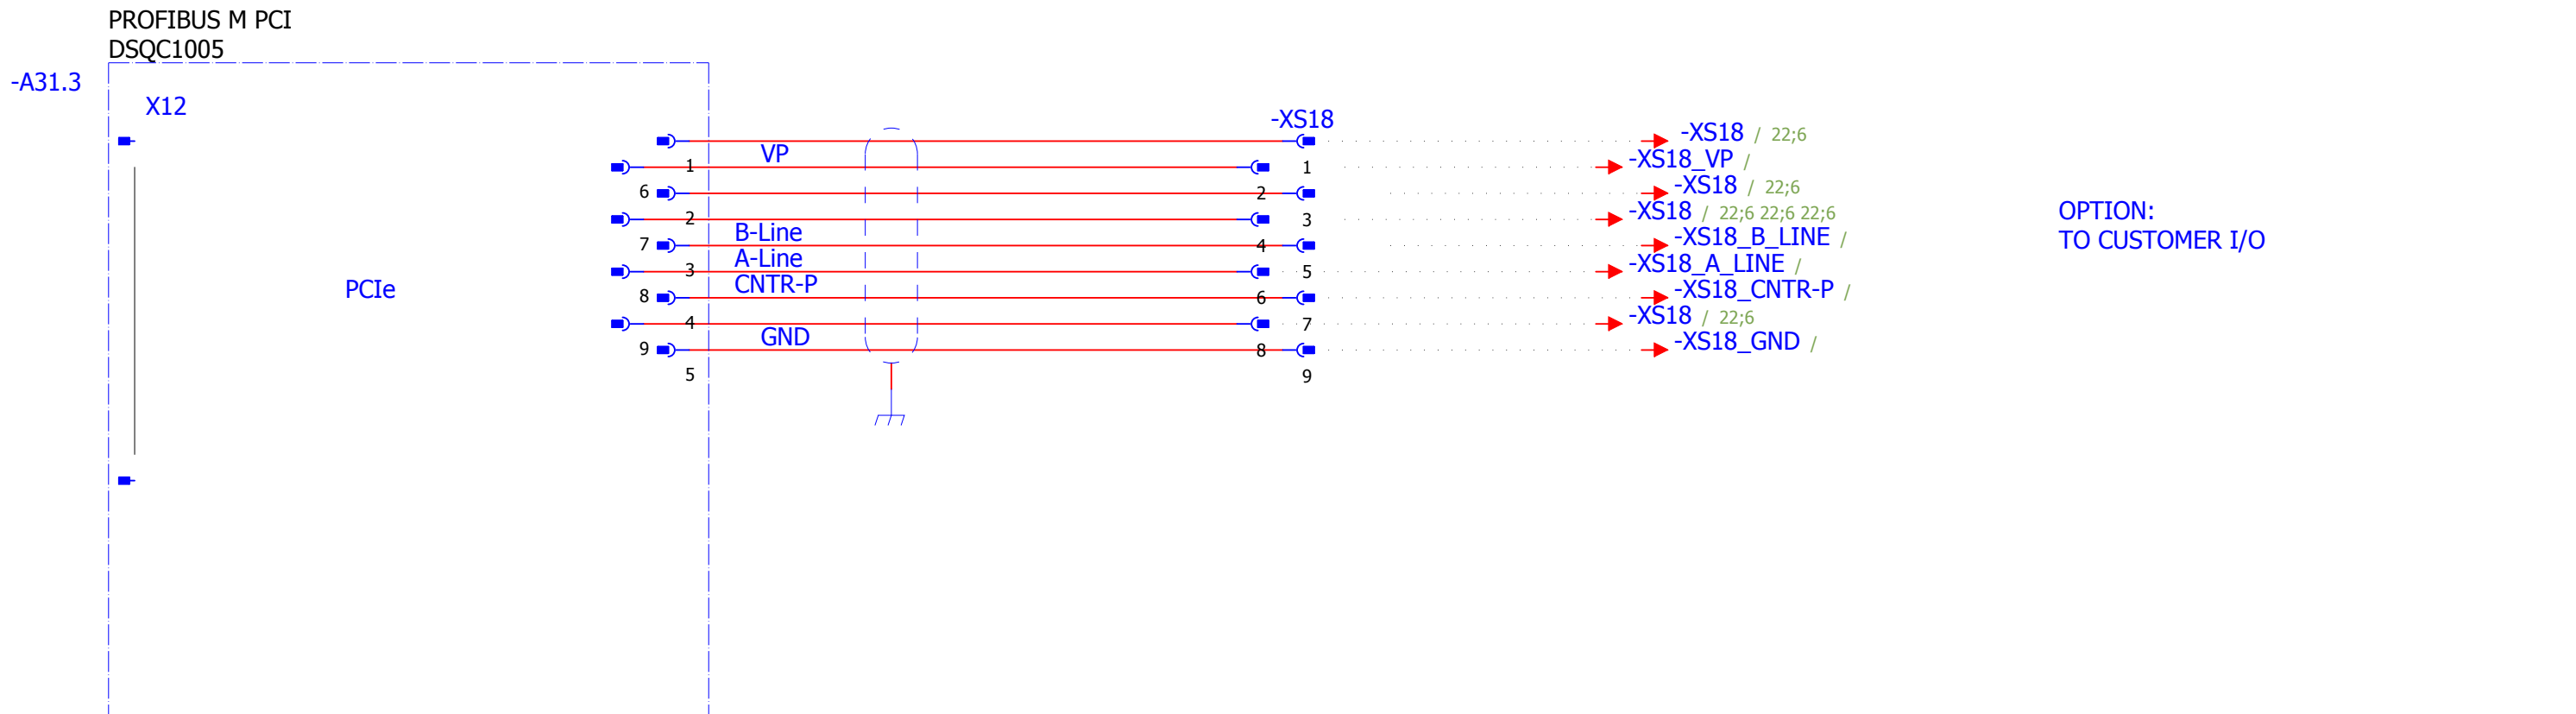 PROFIBUS M PCI
DSQC1005
-A31.3
X12
-XS18
-XS18 / 22;6
VP
1
1
-XS18_VP /
6
2
-XS18 / 22;6
2
3
-XS18 / 22;6 22;6 22;6
OPTION:
B-Line
7
4
-XS18_B_LINE /
TO CUSTOMER I/O
A-Line
3
5
-XS18_A_LINE /
PCIe
CNTR-P
8
6
-XS18_CNTR-P /
4
7
-XS18 / 22;6
GND
9
8
-XS18_GND /
5
9